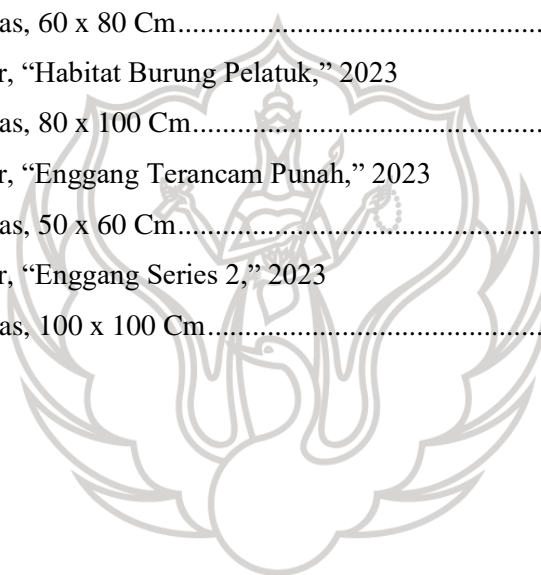 as, 60 x 80 Cm..........................................................
r, “Habitat Burung Pelatuk,” 2023
as, 80 x 100 Cm........................................................
r, “Enggang Terancam Punah,” 2023
as, 50 x 60 Cm..........................................................
r, “Enggang Series 2,” 2023
as, 100 x 100 Cm......................................................